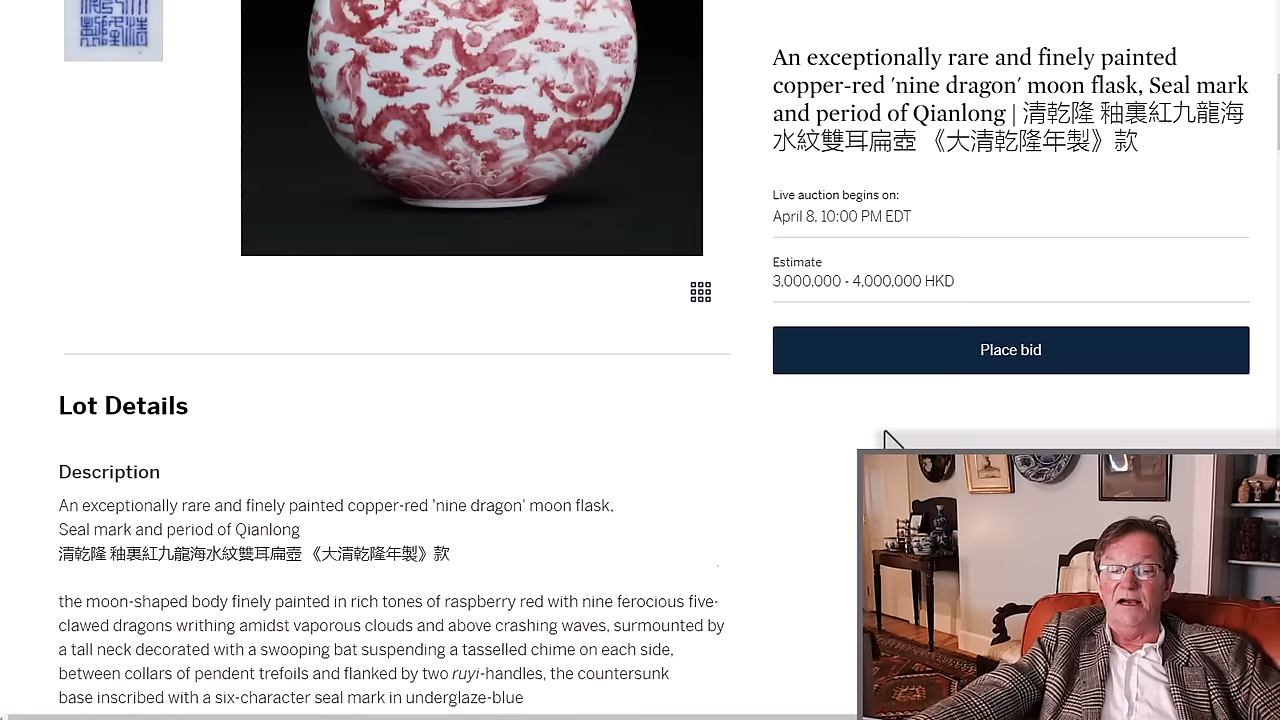 An exceptionally rare and finely painted
copper-red 'nine dragon' moon flask, Seal mark
and period of Qianlong | 清乾隆 釉裏紅九龍海
水紋雙耳扁壺 《大清乾隆年製》款
Live auction begins on:
April 8, 10:00 PM EDT
Estimate
3,000,000 - 4,000,000 HKD
Place bid
Lot Details
Description
An exceptionally rare and finely painted copper-red 'nine dragon' moon flask,
Seal mark and period of Qianlong
清乾隆 釉裏紅九龍海水紋雙耳扁壺 《大清乾隆年製》款
the moon-shaped body finely painted in rich tones of raspberry red with nine ferocious five-
clawed dragons writhing amidst vaporous clouds and above crashing waves, surmounted by
a tall neck decorated with a swooping bat suspending a tasselled chime on each side,
between collars of pendent trefoils and flanked by two ruyi-handles, the countersunk
base inscribed with a six-character seal mark in underglaze-blue